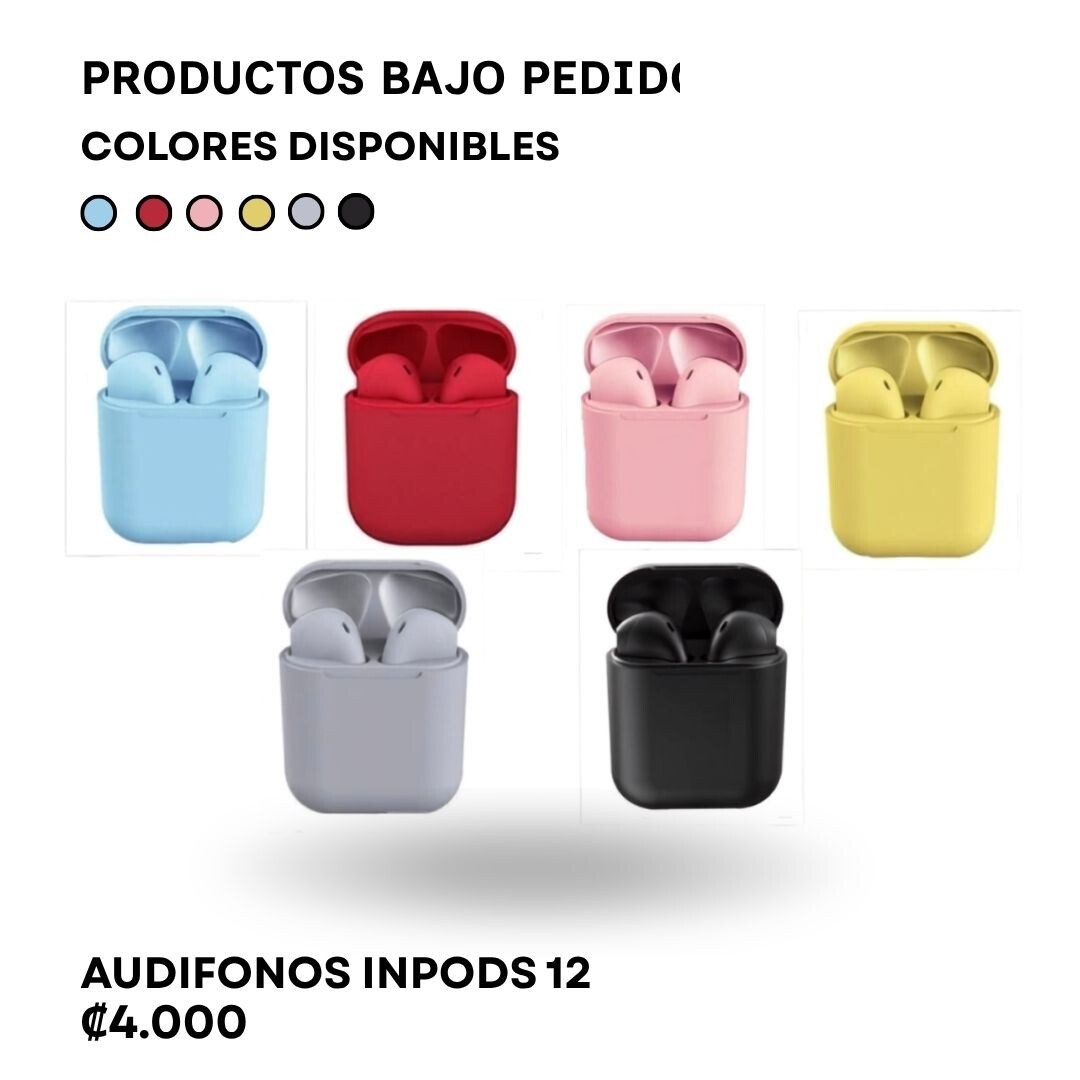 PRODUCTOS BAJO PEDIDO
COLORES DISPONIBLES
AUDIFONOS INPODS 12
₡4.000